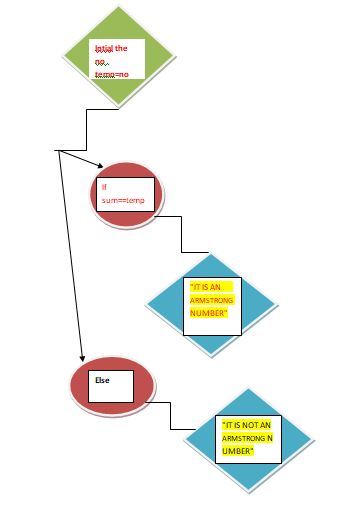 Intial the
no ,
temp=no
If
sum==temp
"IT IS AN
ARMSTRONG
NUMBER"
Else
"IT IS NOT AN
ARMSTRONG N
UMBER"